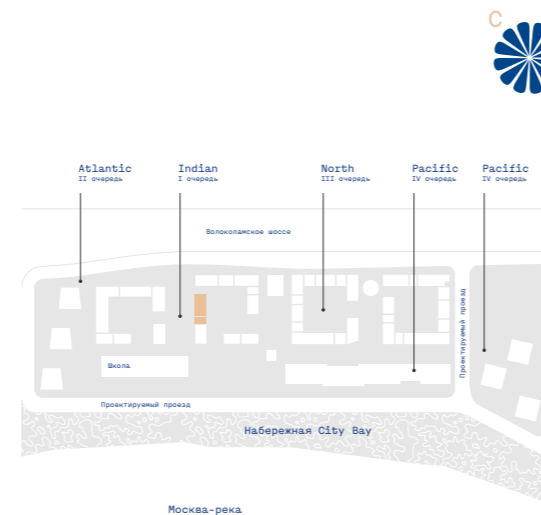 С
Atlantic
II очередь
Indian
I очередь
North
III очередь
Pacific
IV очередь
Pacific
IV очередь
Волоколамское шоссе
Проектируемый проезд
Школа
Проектируемый проезд
Набережная City Bay
Москва-река